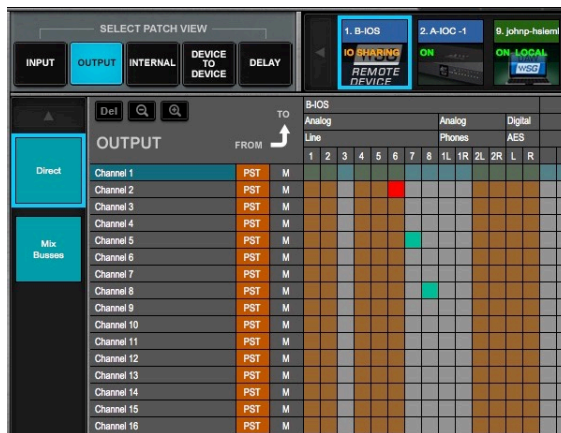 SELECT PATCH VIEW
INPUT
OUTPUT
INTERNAL
DEVICE
TO
DEVICE
DELAY
1. B-IOS
IO SHARING
REMOTE
DEVICE
2. A-IOC -1
ON
9. johnp-hsiem
ON LOCAL
WSG
Del
OUTPUT
FROM
TO
B-IOS
Analog Analog Digital
Line Phones AES
1 2 3 4 5 6 7 8 1L 1R 2L 2R L R
Direct
Mix
Busses
Channel 1 PST M
Channel 2 PST M
Channel 3 PST M
Channel 4 PST M
Channel 5 PST M
Channel 6 PST M
Channel 7 PST M
Channel 8 PST M
Channel 9 PST M
Channel 10 PST M
Channel 11 PST M
Channel 12 PST M
Channel 13 PST M
Channel 14 PST M
Channel 15 PST M
Channel 16 PST M